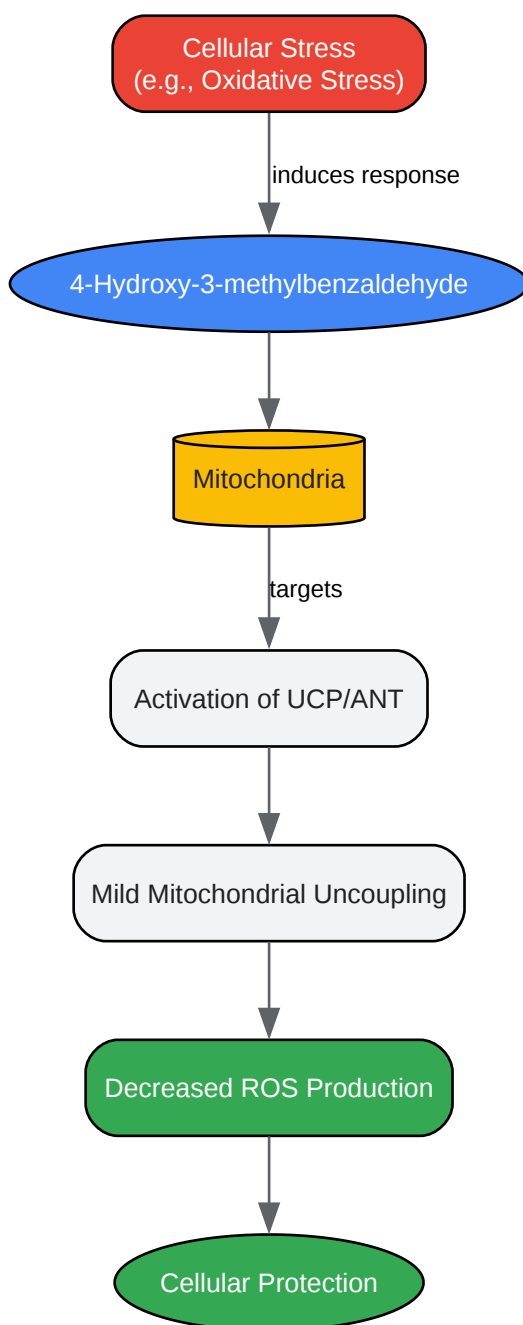 Cellular Stress
(e.g., Oxidative Stress)
induces response
4-Hydroxy-3-methylbenzaldehyde
Mitochondria
targets
Activation of UCP/ANT
Mild Mitochondrial Uncoupling
Decreased ROS Production
Cellular Protection